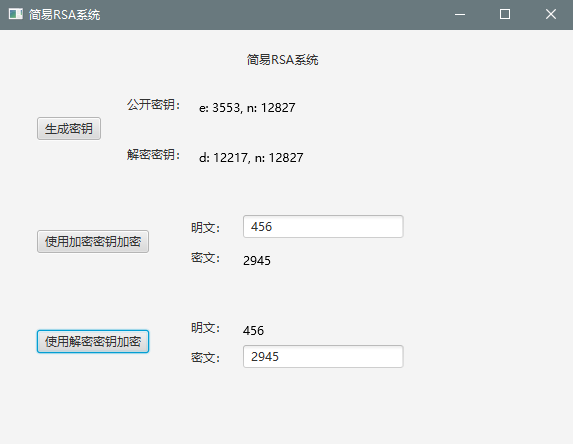 简易RSA系统
简易RSA系统
公开密钥： e: 3553, n: 12827
生成密钥
解密密钥： d: 12217, n: 12827
明文： 456
使用加密密钥加密
密文： 2945
明文： 456
使用解密密钥加密
密文： 2945